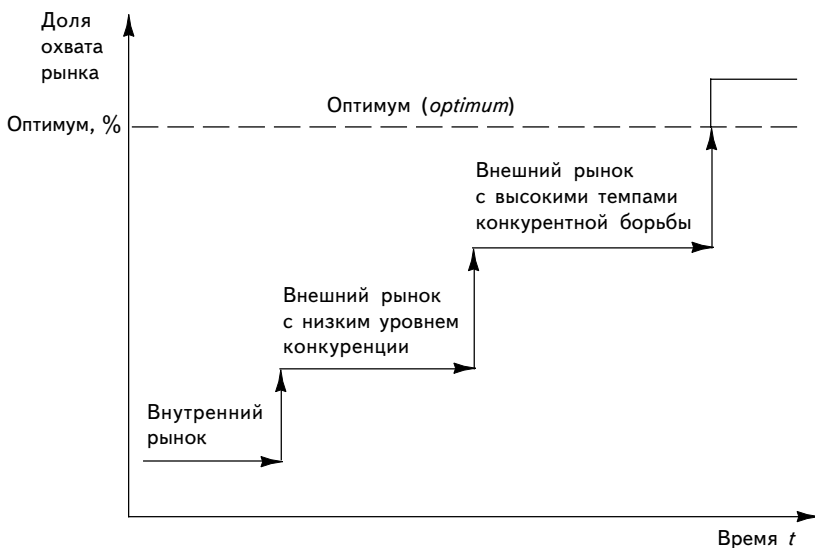 Доля
охвата
рынка
Оптимум, %
Оптимум (optimum)
Внешний рынок
с высокими темпами
конкурентной борьбы
Внешний рынок
с низким уровнем
конкуренции
Внутренний
рынок
Время t